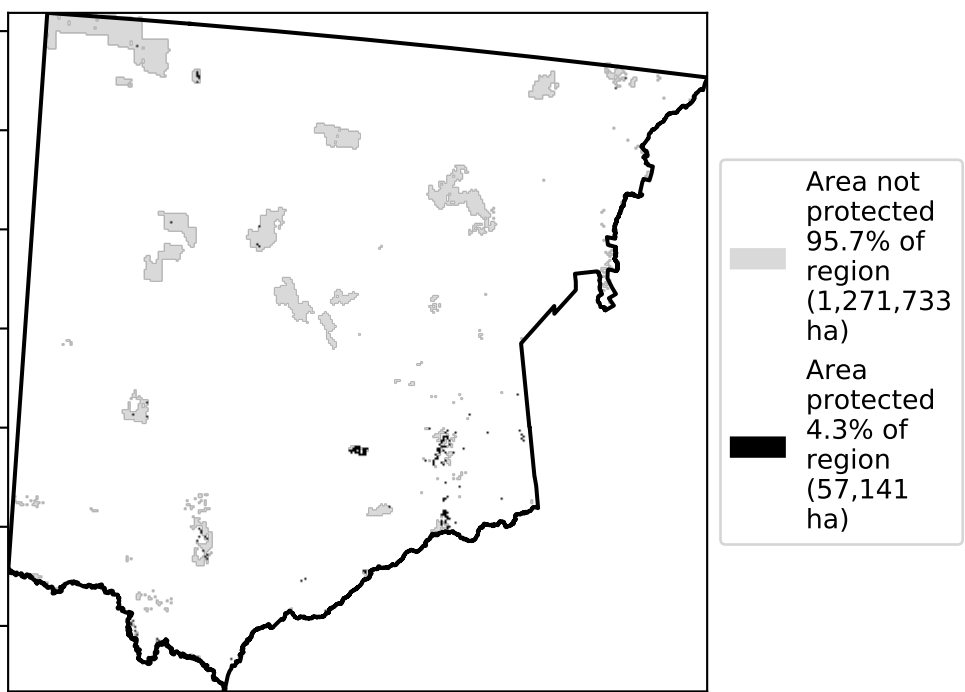 Area not
protected
95.7% of
region
(1,271,733
ha)
Area
protected
4.3% of
region
(57,141
ha)